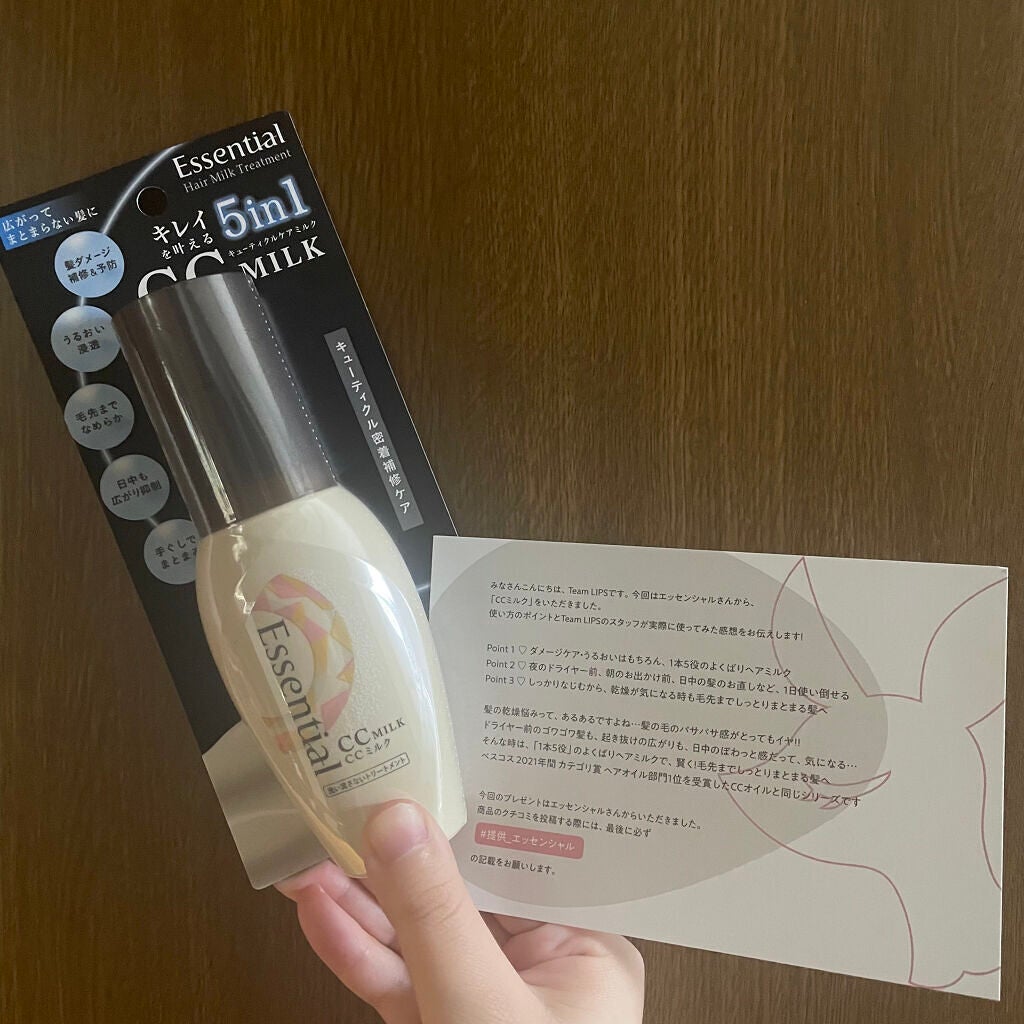 Essential
Hair Milk Treatment
広がって
まとまらない髪に
キレイ
を叶える
5in1
キューティクルケアミルク
CC MILK
髪ダメージ
補修&予防
うるおい
浸透
毛先まで
なめらか
日中も
広がり抑制
手ぐしで
まとまる
キューティクル密着補修ケア
Essential
CC MILK
CCミルク
洗い流さないトリートメント
みなさんこんにちは、Team LIPSです。今回はエッセンシャルさんから、
「CCミルク」をいただきました。
使い方のポイントとTeam LIPSのスタッフが実際に使ってみた感想をお伝えします!
Point 1 ♡ ダメージケア・うるおいはもちろん、1本5役のよくばりヘアミルク
Point 2 ♡ 夜のドライヤー前、朝のお出かけ前、日中の髪のお直しなど、1日使い倒せる
Point 3 ♡ しっかりなじむから、乾燥が気になる時も毛先までしっとりまとまる髪へ
髪の乾燥悩みって、あるあるですよね…髪の毛のパサパサ感がとってもイヤ!!
ドライヤー前のゴワゴワ髪も、起き抜けの広がりも、日中のぽわっと感だって、気になる…
そんな時は、「1本5役」のよくばりヘアミルクで、賢く!毛先までしっとりまとまる髪へ
ベスコス2021年間 カテゴリ賞 ヘアオイル部門1位を受賞したCCオイルと同じシリーズです
今回のプレゼントはエッセンシャルさんからいただきました。
商品のクチコミを投稿する際には、最後に必ず
#提供_エッセンシャル
の記載をお願いします。